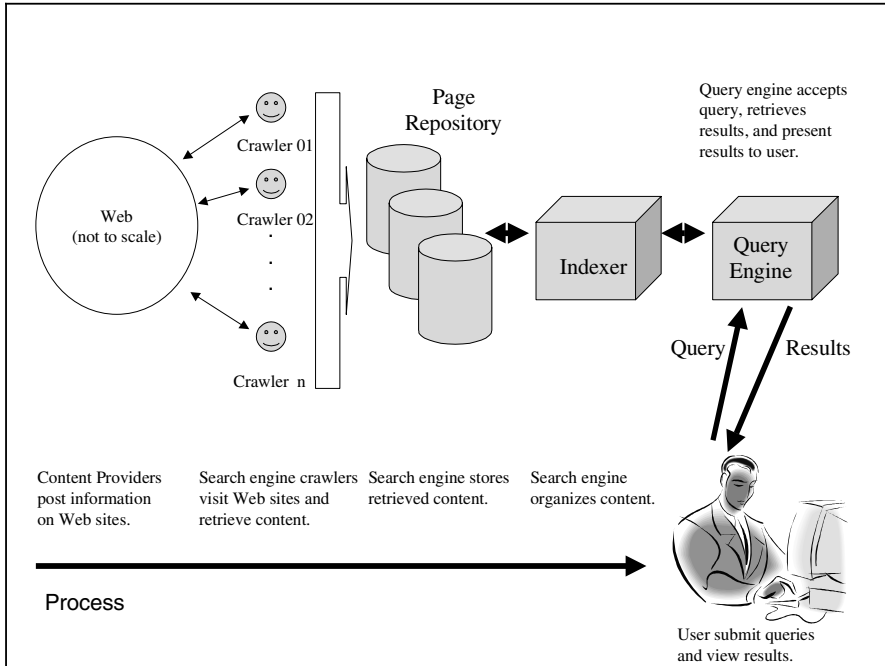 Page
Repository
Query engine accepts
query, retrieves
results, and present
results to user.
Crawler 01
Web
(not to scale)
Crawler 02
.
.
.
Crawler n
Indexer
Query
Engine
Query
Results
Content Providers
post information
on Web sites.
Search engine crawlers
visit Web sites and
retrieve content.
Search engine stores
retrieved content.
Search engine
organizes content.
Process
User submit queries
and view results.